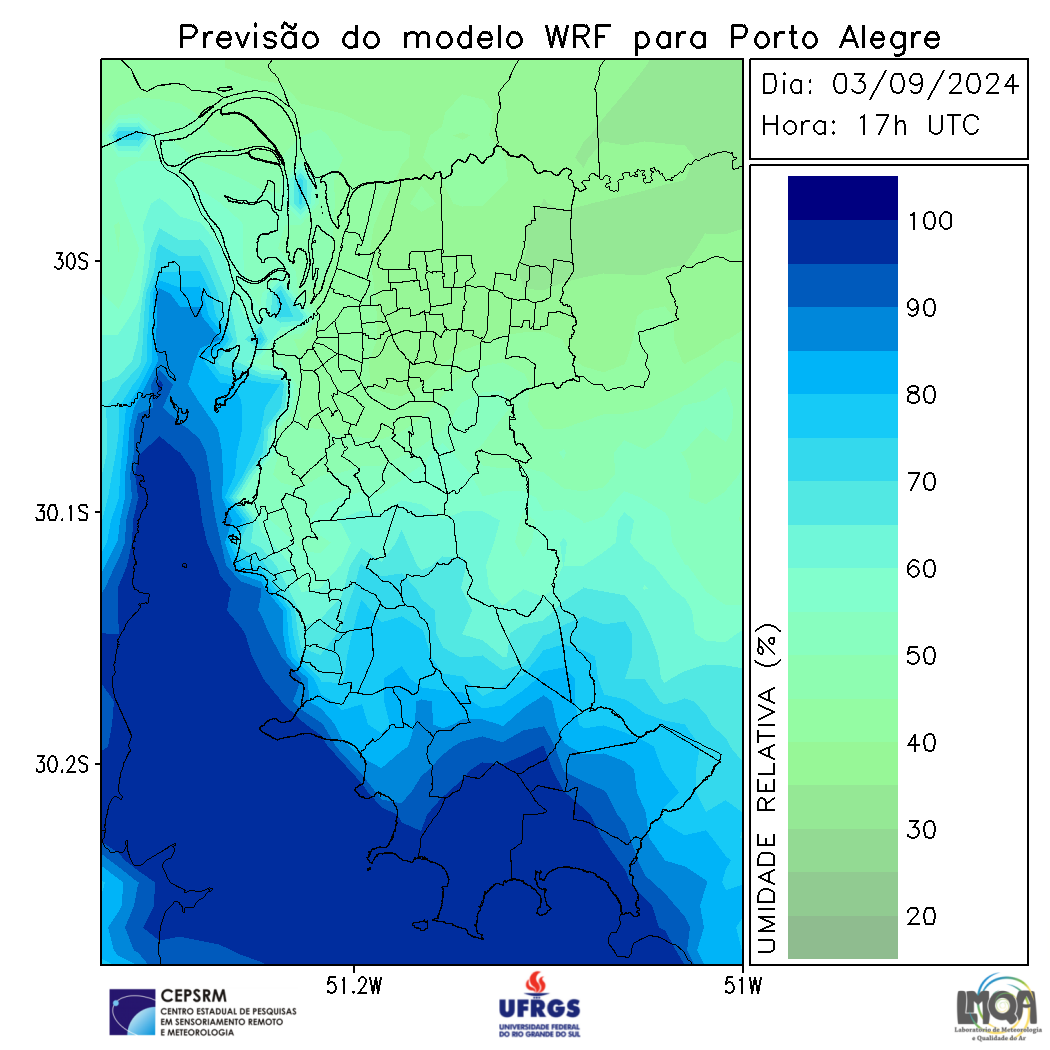 Previsão do modelo WRF para Porto Alegre
Dia: 03/09/2024
Hora: 17h UTC
100
90
80
70
60
50
40
30
20
UMIDADE RELATIVA (%)
30S
30.1S
30.2S
51.2W
51W
CEPSRM
CENTRO ESTADUAL DE PESQUISAS
EM SENSORIAMENTO REMOTO
E METEOROLOGIA
UFRGS
UNIVERSIDADE FEDERAL
DO RIO GRANDE DO SUL
LMQA
Laboratório de Meteorologia
e Qualidade do Ar